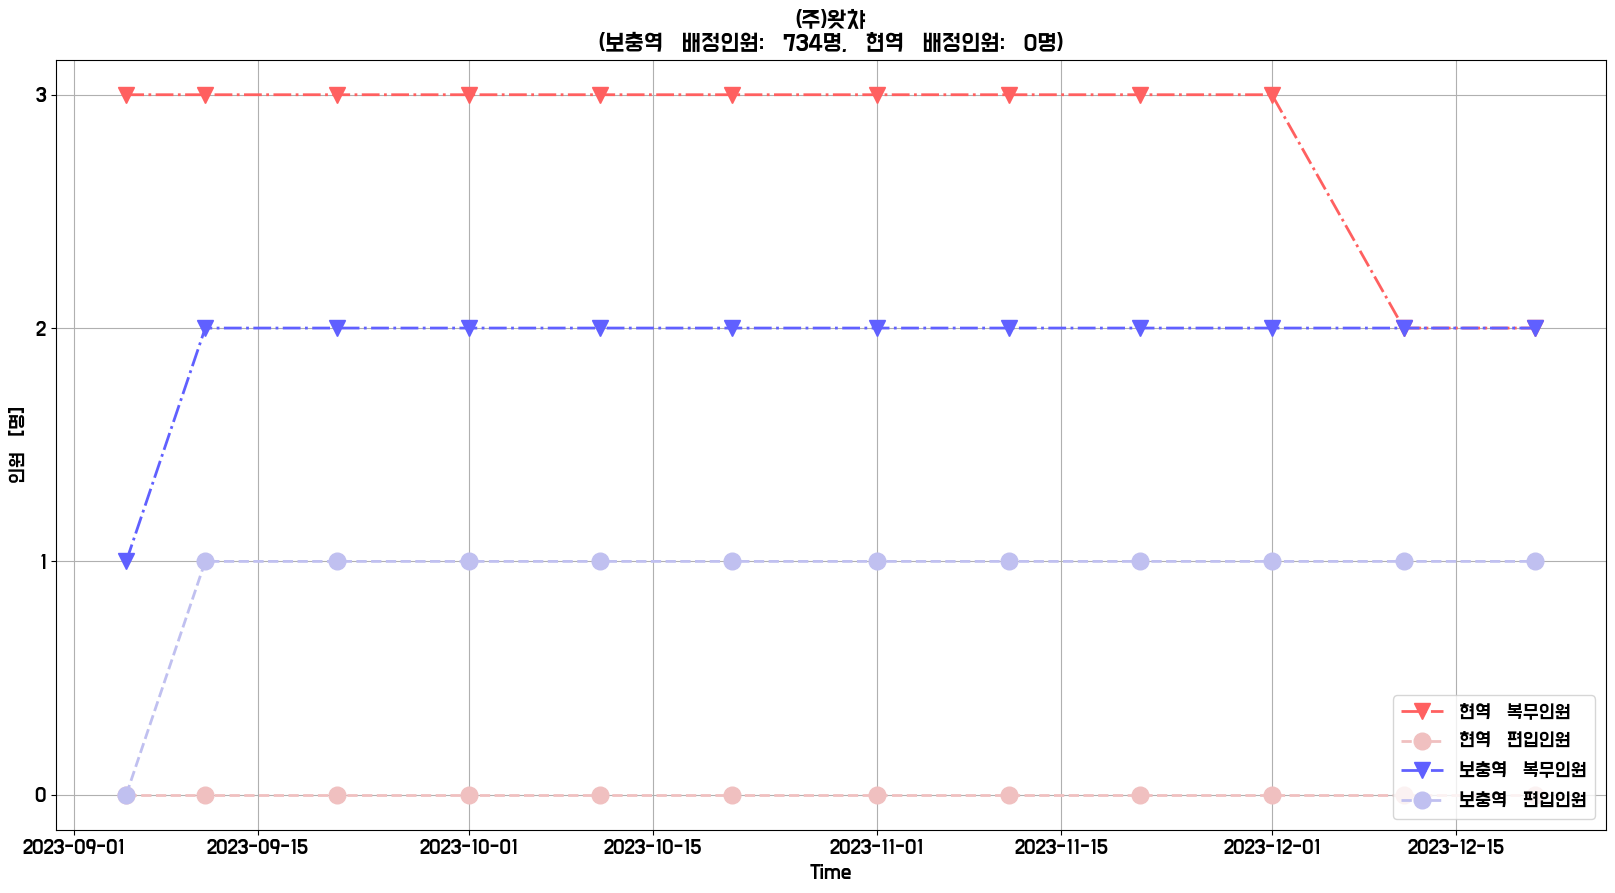 (주)왓챠
(보충역 배정인원: 734명, 현역 배정인원: 0명)
3
2
1
0
인원 [명]
현역 복무인원
현역 편입인원
보충역 복무인원
보충역 편입인원
2023-09-01 2023-09-15 2023-10-01 2023-10-15 2023-11-01 2023-11-15 2023-12-01 2023-12-15
Time